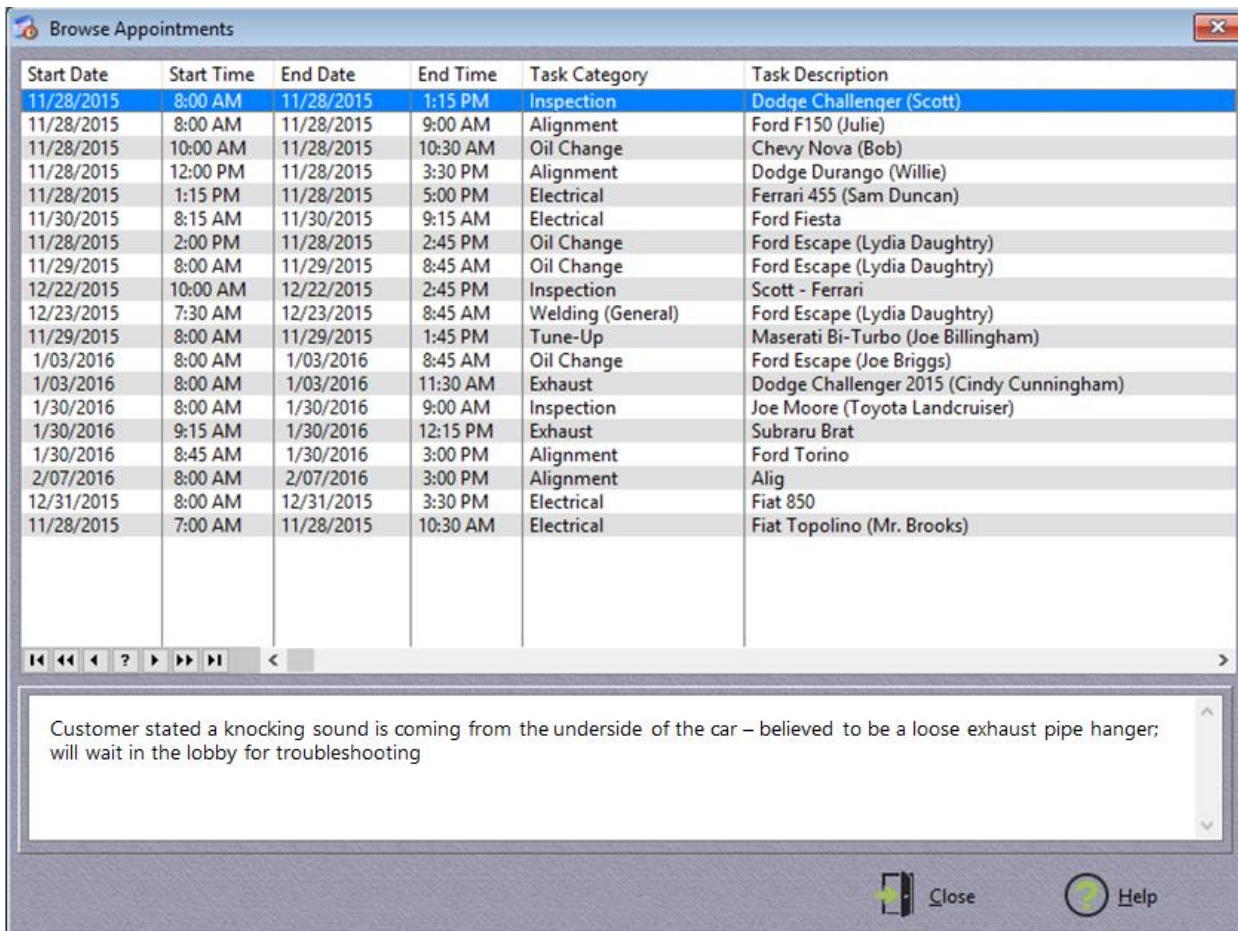 Browse Appointments
Start Date Start Time End Date End Time Task Category Task Description
11/28/2015 8:00 AM 11/28/2015 1:15 PM Inspection Dodge Challenger (Scott)
11/28/2015 8:00 AM 11/28/2015 9:00 AM Alignment Ford F150 (Julie)
11/28/2015 10:00 AM 11/28/2015 10:30 AM Oil Change Chevy Nova (Bob)
11/28/2015 12:00 PM 11/28/2015 3:30 PM Alignment Dodge Durango (Willie)
11/28/2015 1:15 PM 11/28/2015 5:00 PM Electrical Ferrari 455 (Sam Duncan)
11/30/2015 8:15 AM 11/30/2015 9:15 AM Electrical Ford Fiesta
11/28/2015 2:00 PM 11/28/2015 2:45 PM Oil Change Ford Escape (Lydia Daughtry)
11/29/2015 8:00 AM 11/29/2015 8:45 AM Oil Change Ford Escape (Lydia Daughtry)
12/22/2015 10:00 AM 12/22/2015 2:45 PM Inspection Scott - Ferrari
12/23/2015 7:30 AM 12/23/2015 8:45 AM Welding (General) Ford Escape (Lydia Daughtry)
11/29/2015 8:00 AM 11/29/2015 1:45 PM Tune-Up Maserati Bi-Turbo (Joe Billingham)
1/03/2016 8:00 AM 1/03/2016 8:45 AM Oil Change Ford Escape (Joe Briggs)
1/03/2016 8:00 AM 1/03/2016 11:30 AM Exhaust Dodge Challenger 2015 (Cindy Cunningham)
1/30/2016 8:00 AM 1/30/2016 9:00 AM Inspection Joe Moore (Toyota Landcruiser)
1/30/2016 9:15 AM 1/30/2016 12:15 PM Exhaust Subraru Brat
1/30/2016 8:45 AM 1/30/2016 3:00 PM Alignment Ford Torino
2/07/2016 8:00 AM 2/07/2016 3:00 PM Alignment Alig
12/31/2015 8:00 AM 12/31/2015 3:30 PM Electrical Fiat 850
11/28/2015 7:00 AM 11/28/2015 10:30 AM Electrical Fiat Topolino (Mr. Brooks)
?
Customer stated a knocking sound is coming from the underside of the car – believed to be a loose exhaust pipe hanger;
will wait in the lobby for troubleshooting
Close ? Help